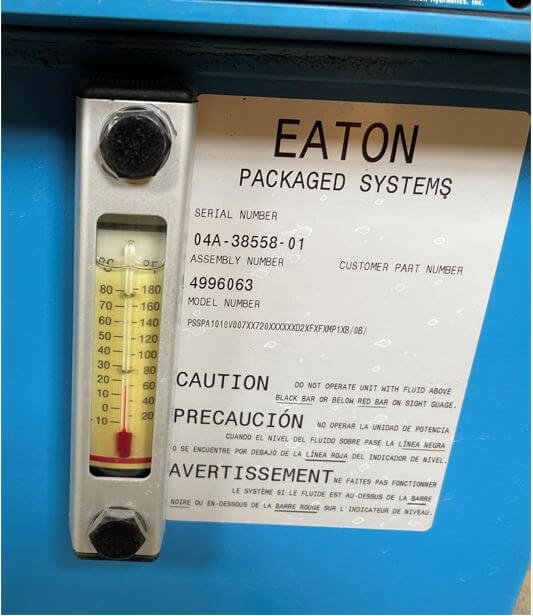 Hydraulics, Inc.
EATON
PACKAGED SYSTEMS
SERIAL NUMBER
04A-38558-01
ASSEMBLY NUMBER CUSTOMER PART NUMBER
4996063
MODEL NUMBER
PSSPA1010V007XX720XXXXXXD2XFXFXMP1XB/0B/
CAUTION DO NOT OPERATE UNIT WITH FLUID ABOVE
BLACK BAR OR BELOW RED BAR ON SIGHT GUAGE.
PRECAUCIÓN NO OPERAR LA UNIDAD DE POTENCIA
CUANDO EL NIVEL DEL FLUIDO SOBRE PASE LA LÍNEA NEGRA
O SE ENCUENTRE POR DEBAJO DE LA LÍNEA ROJA DEL INDICADOR DE NIVEL.
AVERTISSEMENT NE FAITES PAS FONCTIONNER
LE SYSTÈME SI LE FLUIDE EST AU-DESSUS DE LA BARRE
NOIRE OU EN-DESSOUS DE LA BARRE ROUGE SUR L'INDICATEUR DE NIVEAU.
°C °F
80 180
70 160
60 140
50 120
40 100
30
20 80
10 60
0 40
-10 20